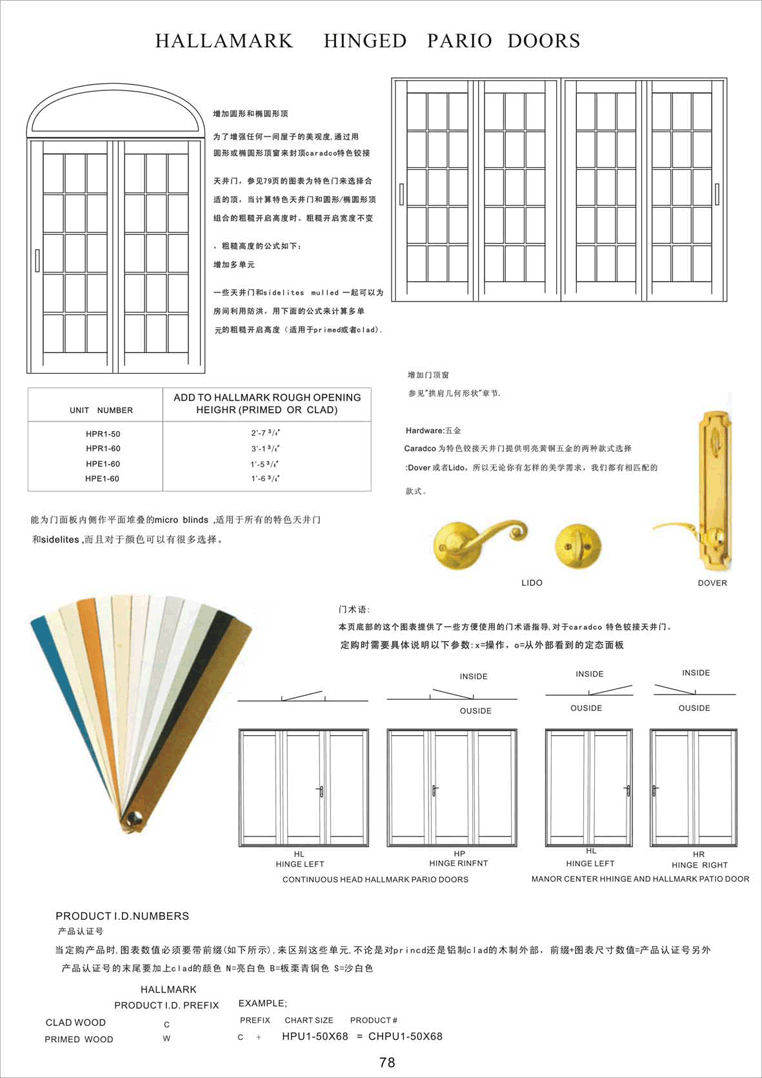 HALLAMARK HINGED PARIO DOORS
增加圆形和椭圆形顶
为了增强任何一间屋子的美观度,通过用
圆形或椭圆形顶窗来封顶caradco特色铰接
天井门，参见79页的图表为特色门来选择合
适的顶，当计算特色天井门和圆形/椭圆形顶
组合的粗糙开启高度时。粗糙开启宽度不变
，粗糙高度的公式如下:
增加多单元
一些天井门和sidelites mulled 一起可以为
房间利用防洪，用下面的公式来计算多单
元的粗糙开启高度（适用于primed或者clad).
增加门顶窗
参见"拱肩几何形状"章节.
UNIT NUMBER
ADD TO HALLMARK ROUGH OPENING
HEIGHR (PRIMED OR CLAD)
HPR1-50 2'-7 3/4"
HPR1-60 3'-1 3/4"
HPE1-60 1'-5 3/4"
HPE1-60 1'-6 3/4"
Hardware:五金
Caradco 为特色铰接天井门提供明亮黄铜五金的两种款式选择
:Dover 或者Lido。所以无论你有怎样的美学需求，我们都有相匹配的
款式。
LIDO
DOVER
能为门面板内侧作平面堆叠的micro blinds ,适用于所有的特色天井门
和sidelites ,而且对于颜色可以有很多选择。
门术语:
本页底部的这个图表提供了一些方便使用的门术语指导,对于caradco 特色铰接天井门。
定购时需要具体说明以下参数:x=操作，o=从外部看到的定态面板
INSIDE
OUSIDE
INSIDE
OUSIDE
INSIDE
OUSIDE
HL
HINGE LEFT
HP
HINGE RINFNT
HL
HINGE LEFT
HR
HINGE RIGHT
CONTINUOUS HEAD HALLMARK PARIO DOORS
MANOR CENTER HHINGE AND HALLMARK PATIO DOOR
PRODUCT I.D.NUMBERS
产品认证号
当定购产品时,图表数值必须要带前缀(如下所示),来区别这些单元,不论是对princd还是铝制clad的木制外部，前缀+图表尺寸数值=产品认证号另外
产品认证号的末尾要加上clad的颜色 N=亮白色 B=板栗青铜色 S=沙白色
HALLMARK
PRODUCT I.D. PREFIX
CLAD WOOD C
PRIMED WOOD W
EXAMPLE;
PREFIX CHART SIZE PRODUCT #
C + HPU1-50X68 = CHPU1-50X68
78